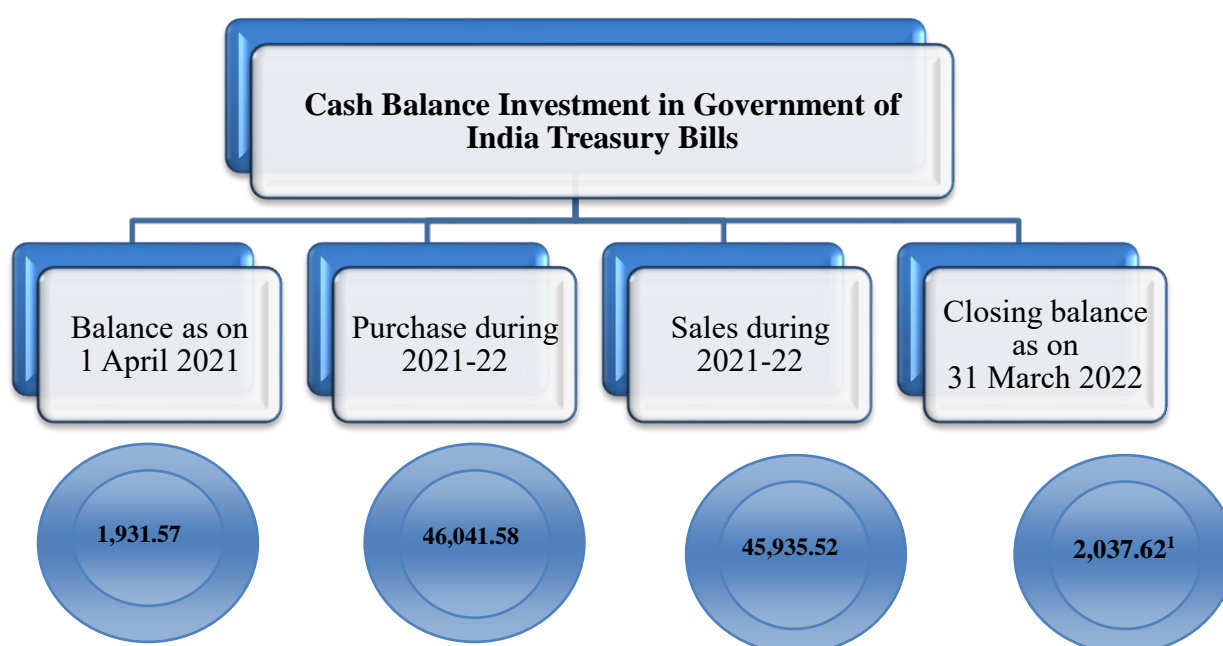 Cash Balance Investment in Government of
India Treasury Bills
Balance as on
1 April 2021
Purchase during
2021-22
Sales during
2021-22
Closing balance
as on
31 March 2022
1,931.57
46,041.58
45,935.52
2,037.62¹